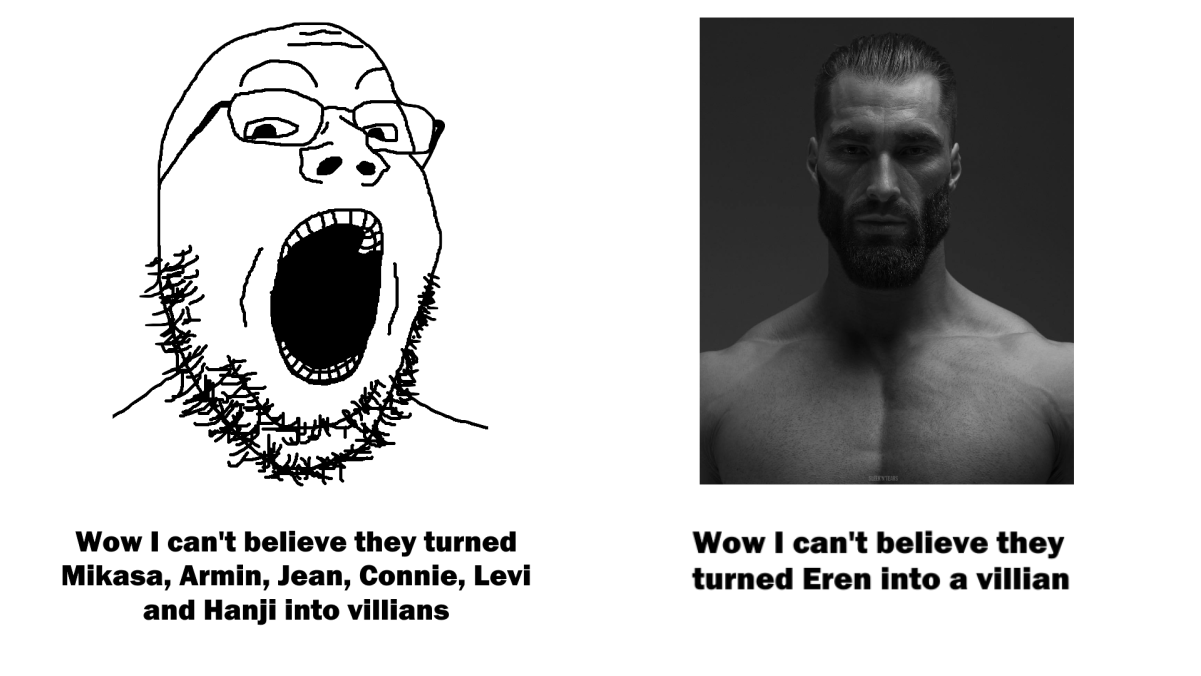 Wow I can't believe they turned
Mikasa, Armin, Jean, Connie, Levi
and Hanji into villians
Wow I can't believe they
turned Eren into a villian